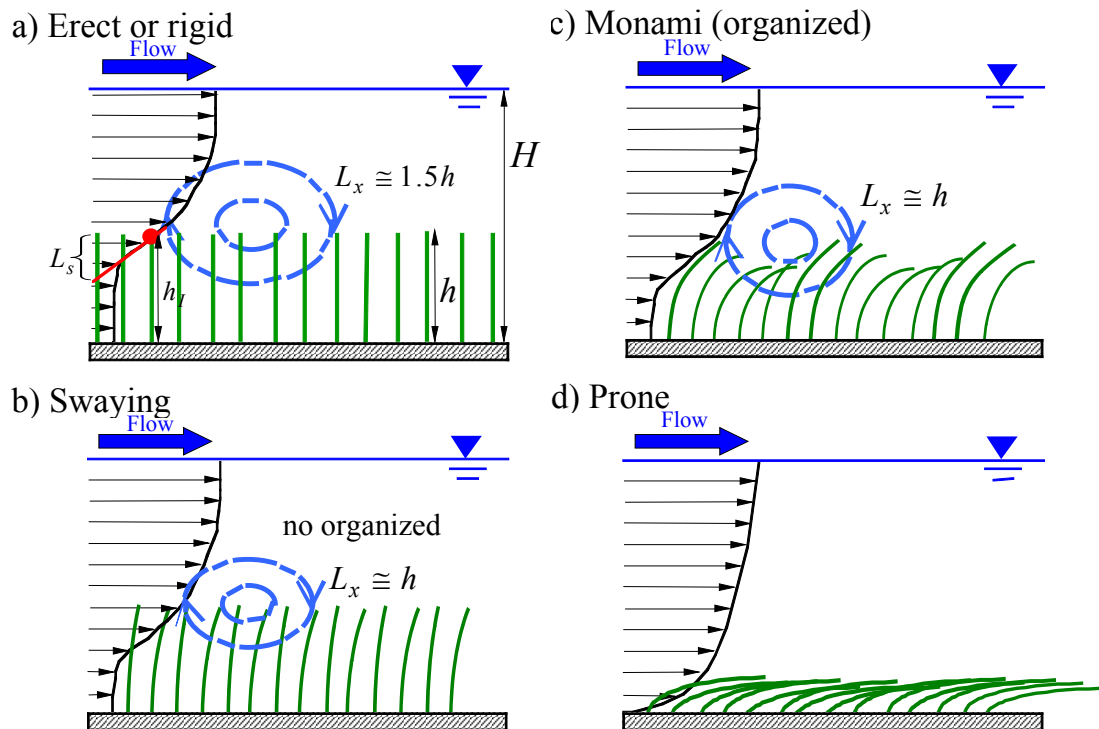 a) Erect or rigid
Flow
H
L_x ≅ 1.5h
L_s
h_I
h
b) Swaying
Flow
no organized
L_x ≅ h
c) Monami (organized)
Flow
L_x ≅ h
d) Prone
Flow